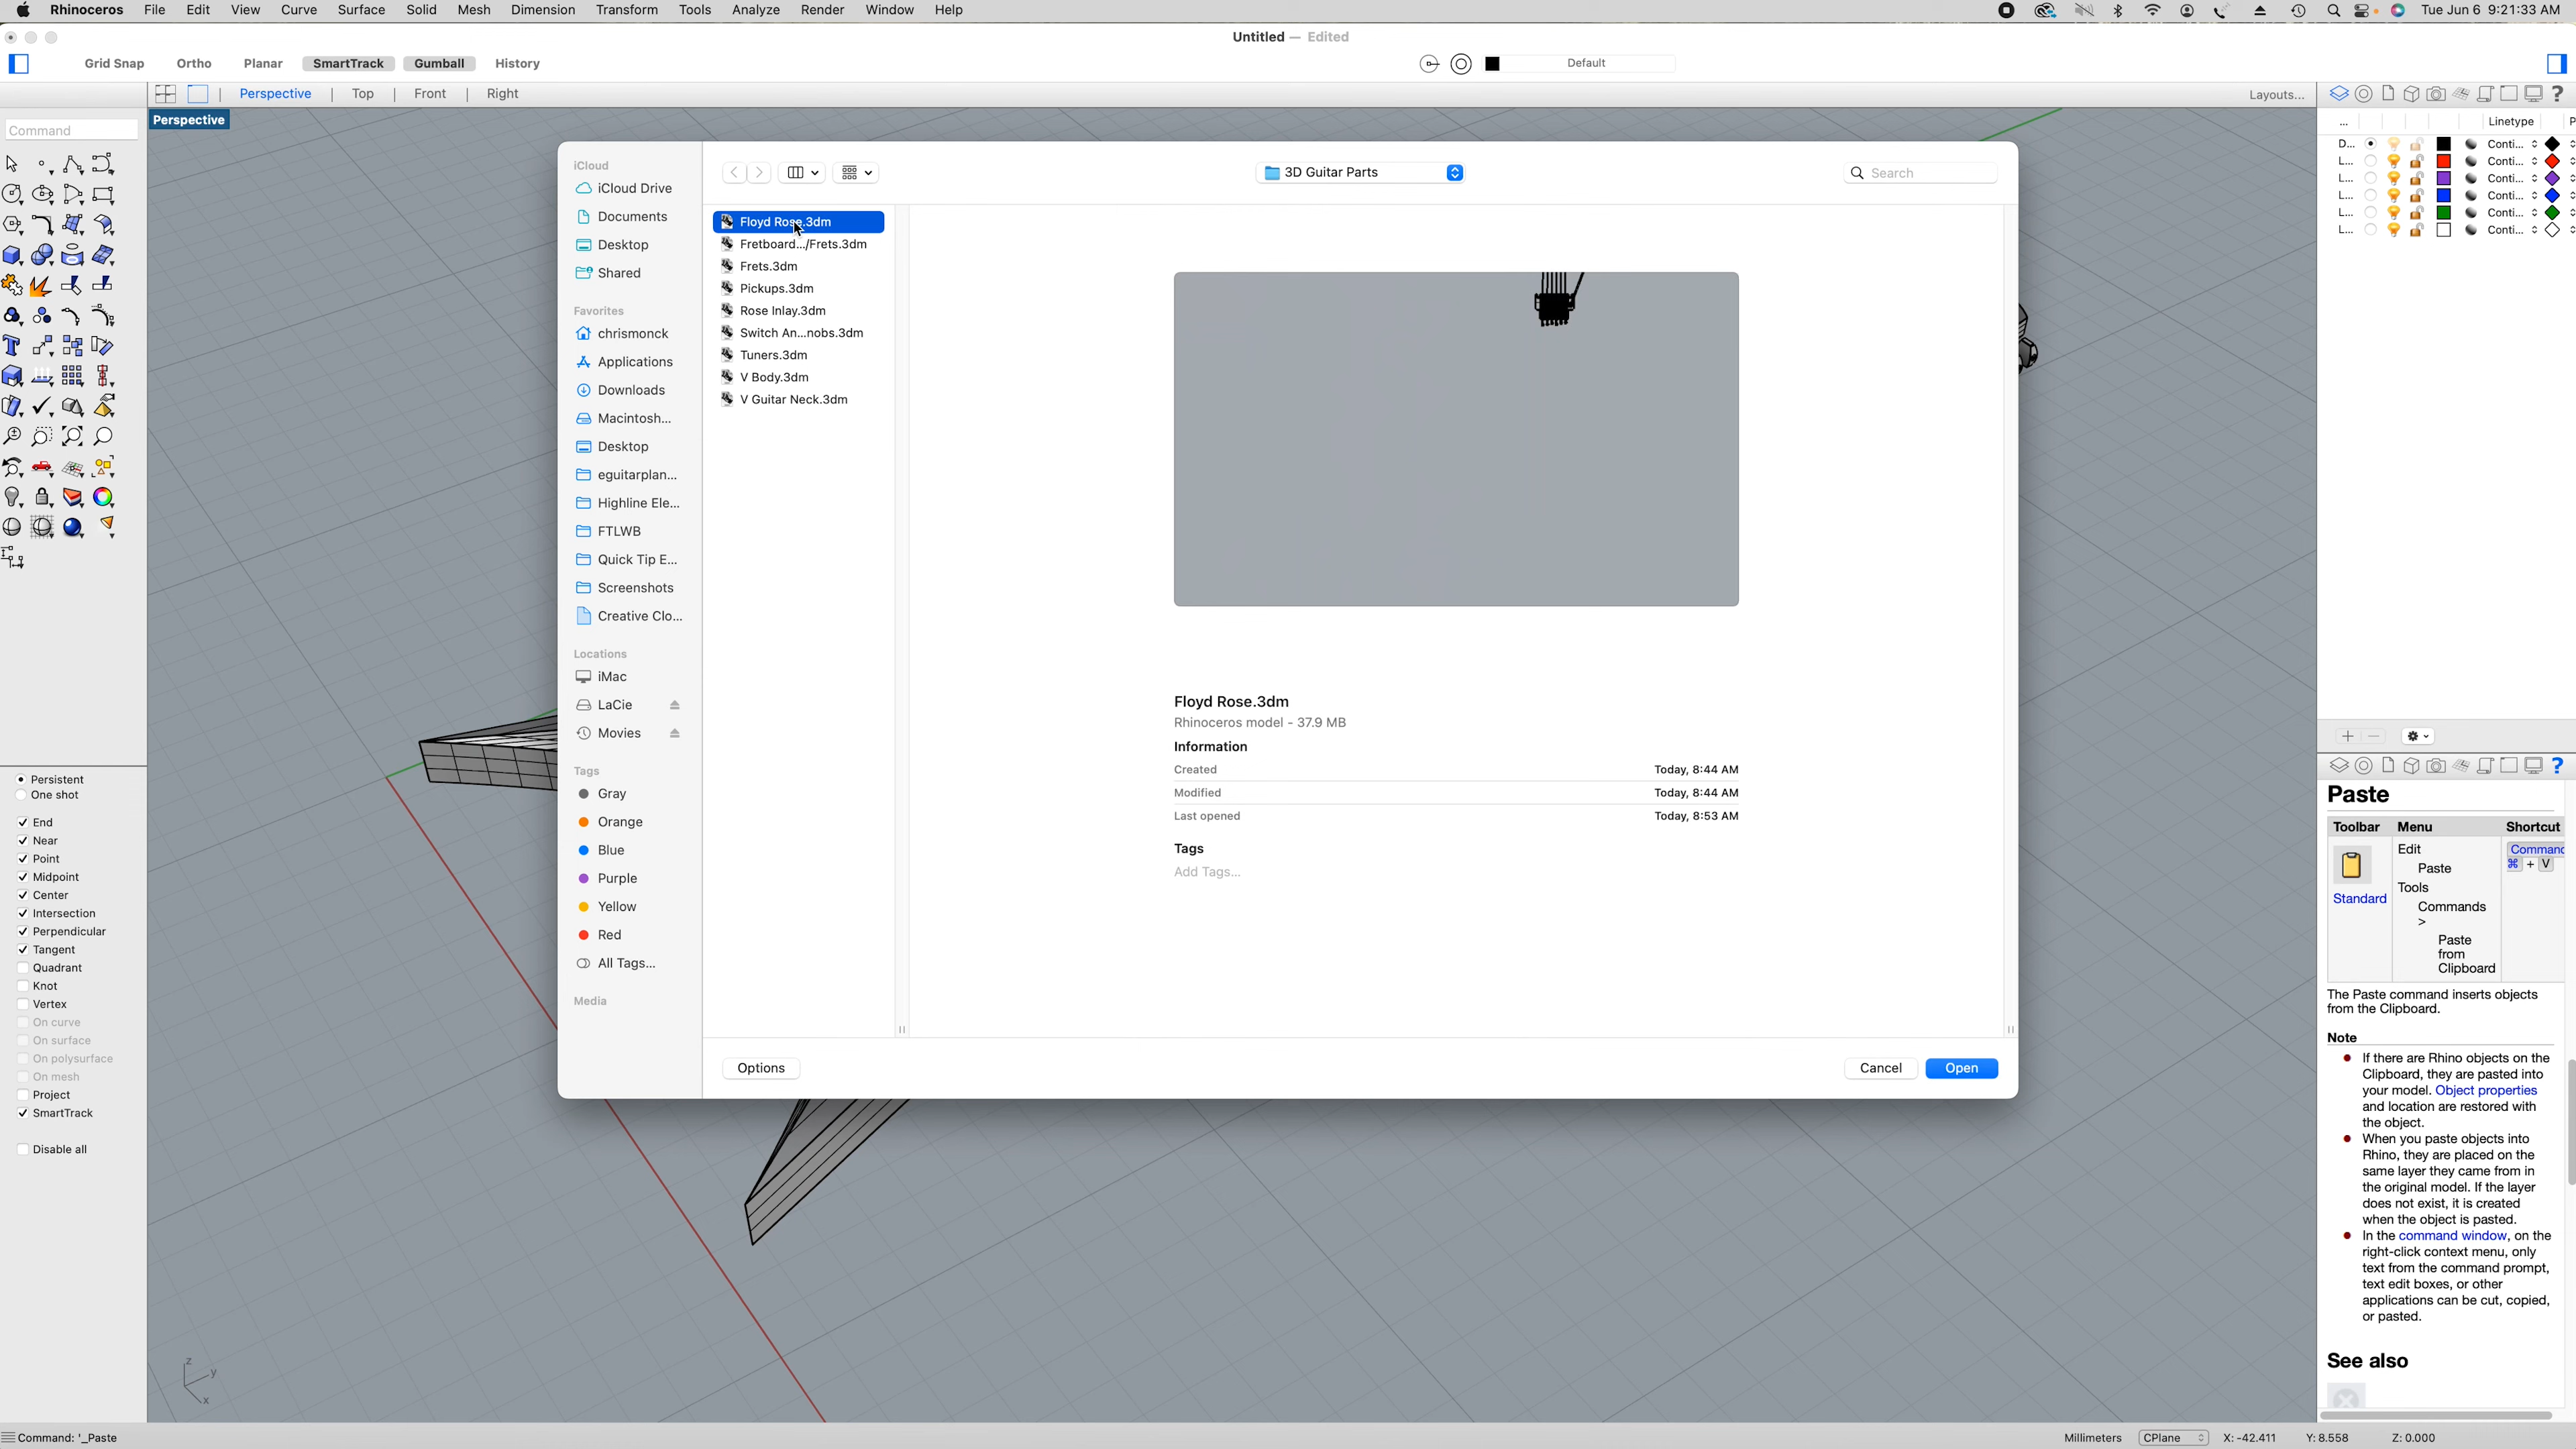 Rhinoceros File Edit View Curve Surface Solid Mesh Dimension Transform Tools Analyze Render Window Help Tue Jun 6 9:21:33 AM
Untitled — Edited
Grid Snap Ortho Planar SmartTrack Gumball History Default
Perspective | Top | Front | Right Layouts...
Perspective
Command
iCloud
iCloud Drive
Documents
Desktop
Shared
Favorites
chrismonck
Applications
Downloads
Macintosh...
Desktop
eguitarplan...
Highline Ele...
FTLWB
Quick Tip E...
Screenshots
Creative Clo...
Locations
iMac
LaCie
Movies
Tags
Gray
Orange
Blue
Purple
Yellow
Red
All Tags...
Media
3D Guitar Parts
Search
Floyd Rose.3dm
Fretboard.../Frets.3dm
Frets.3dm
Pickups.3dm
Rose Inlay.3dm
Switch An...nobs.3dm
Tuners.3dm
V Body.3dm
V Guitar Neck.3dm
Floyd Rose.3dm
Rhinoceros model - 37.9 MB
Information
Created Today, 8:44 AM
Modified Today, 8:44 AM
Last opened Today, 8:53 AM
Tags
Add Tags...
Options Cancel Open
... Linetype P
D... Conti...
L... Conti...
L... Conti...
L... Conti...
L... Conti...
L... Conti...
Paste
Toolbar Menu Shortcut
Standard
Edit
Paste
Tools
Commands
>
Paste
from
Clipboard
Command
⌘ + V
The Paste command inserts objects
from the Clipboard.
Note
If there are Rhino objects on the
Clipboard, they are pasted into
your model. Object properties
and location are restored with
the object.
When you paste objects into
Rhino, they are placed on the
same layer they came from in
the original model. If the layer
does not exist, it is created
when the object is pasted.
In the command window, on the
right-click context menu, only
text from the command prompt,
text edit boxes, or other
applications can be cut, copied,
or pasted.
See also
Persistent
One shot
End
Near
Point
Midpoint
Center
Intersection
Perpendicular
Tangent
Quadrant
Knot
Vertex
On curve
On surface
On polysurface
On mesh
Project
SmartTrack
Disable all
z
y
x
Command: '_Paste
Millimeters CPlane X: -42.411 Y: 8.558 Z: 0.000